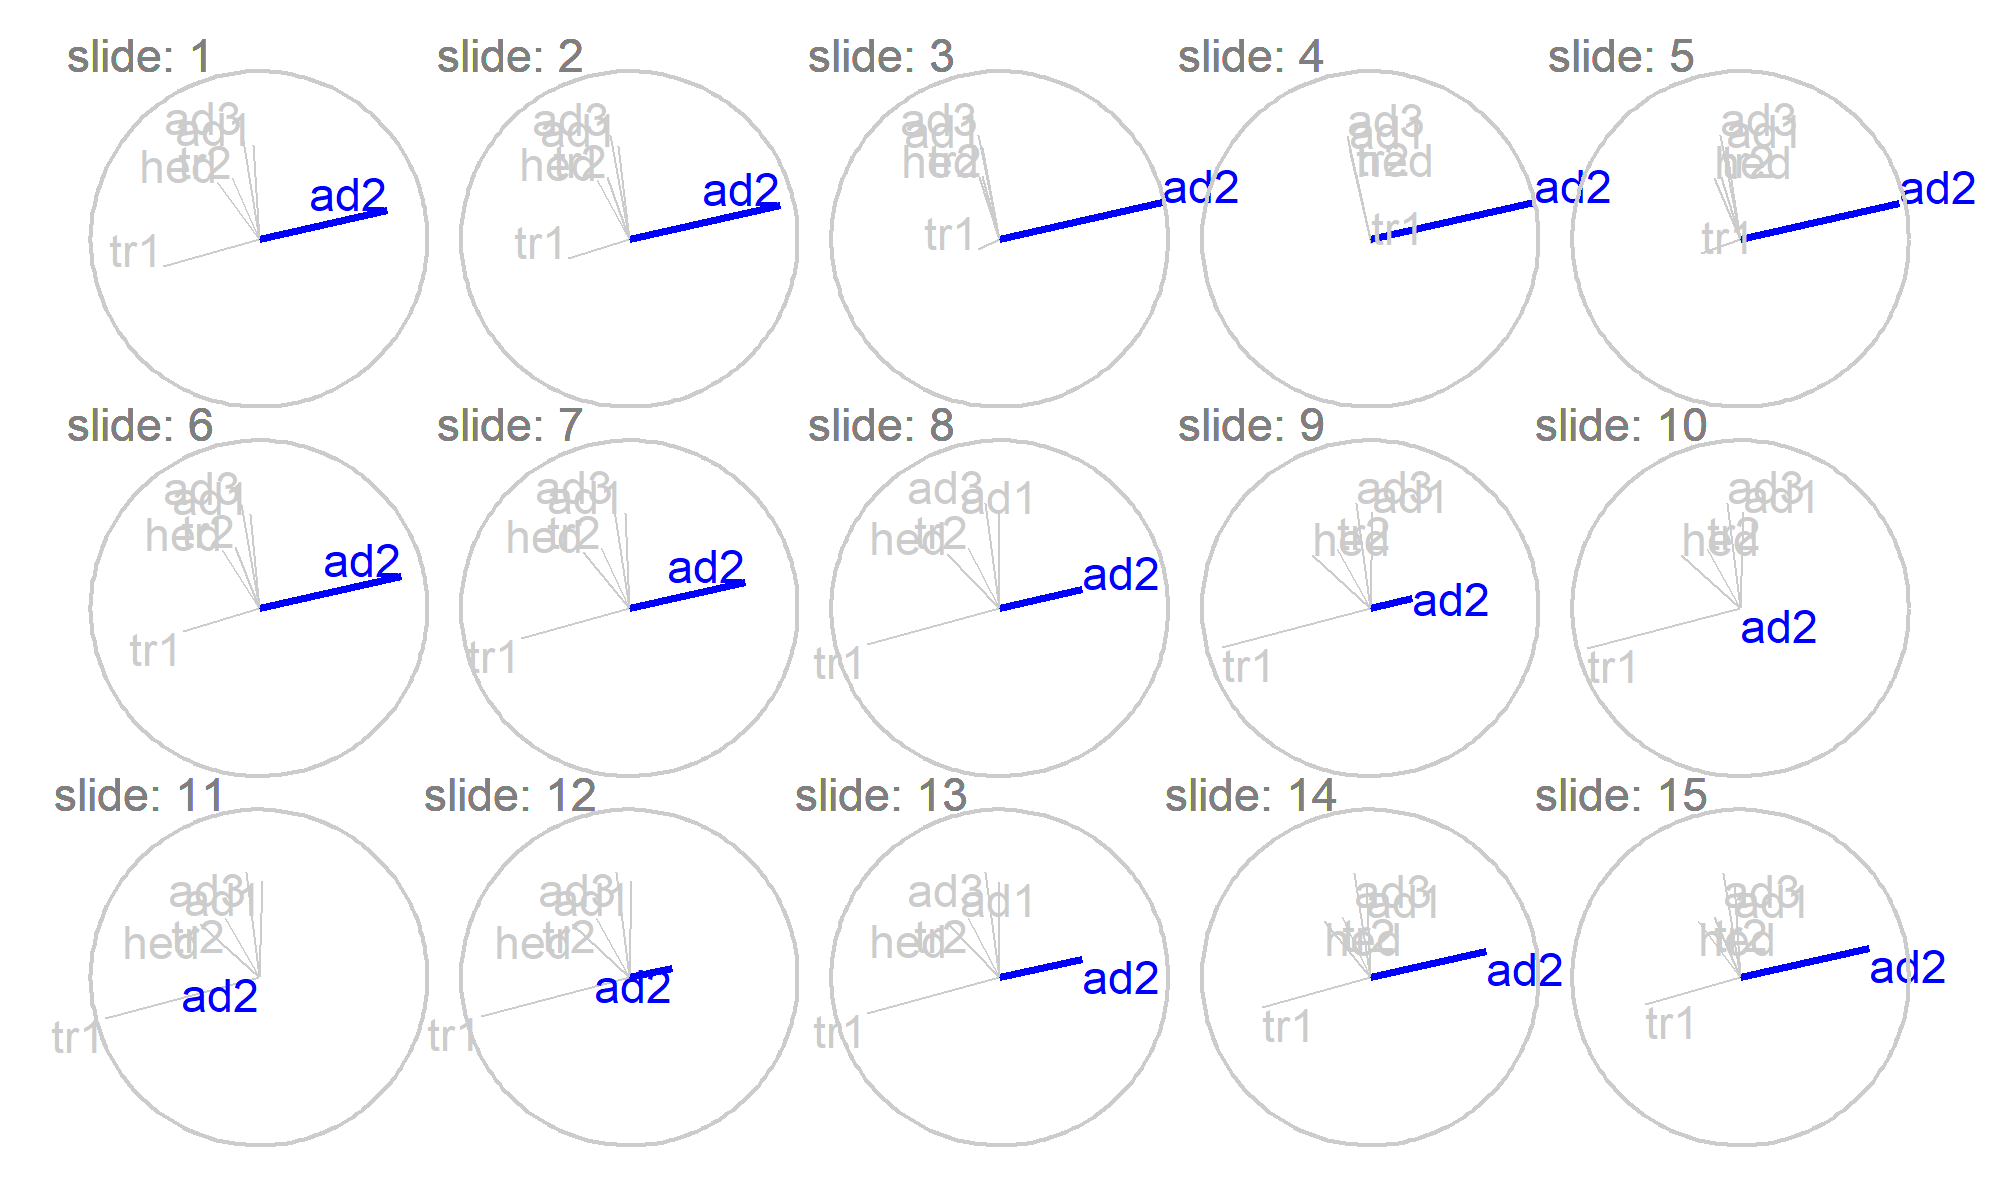 slide: 1
ad3
ad1
tr2
hed
ad2
tr1
slide: 2
ad3
ad1
tr2
hed
ad2
tr1
slide: 3
ad3
ad1
tr2
hed
ad2
tr1
slide: 4
ad3
ad1
tr2
hed
ad2
tr1
slide: 5
ad3
ad1
tr2
hed
ad2
tr1
slide: 6
ad3
ad1
tr2
hed
ad2
tr1
slide: 7
ad3
ad1
tr2
hed
ad2
tr1
slide: 8
ad3
ad1
tr2
hed
ad2
tr1
slide: 9
ad3
ad1
tr2
hed
ad2
tr1
slide: 10
ad3
ad1
tr2
hed
ad2
tr1
slide: 11
ad3
ad1
tr2
hed
ad2
tr1
slide: 12
ad3
ad1
tr2
hed
ad2
tr1
slide: 13
ad3
ad1
tr2
hed
ad2
tr1
slide: 14
ad3
ad1
tr2
hed
ad2
tr1
slide: 15
ad3
ad1
tr2
hed
ad2
tr1